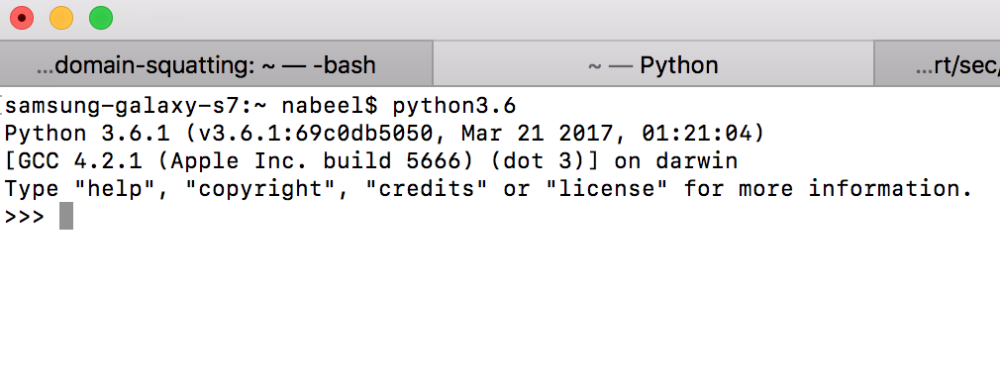 ...domain-squatting: ~ — -bash
~ — Python
...rt/sec/
[samsung-galaxy-s7:~ nabeel$ python3.6
Python 3.6.1 (v3.6.1:69c0db5050, Mar 21 2017, 01:21:04)
[GCC 4.2.1 (Apple Inc. build 5666) (dot 3)] on darwin
Type "help", "copyright", "credits" or "license" for more information.
>>>